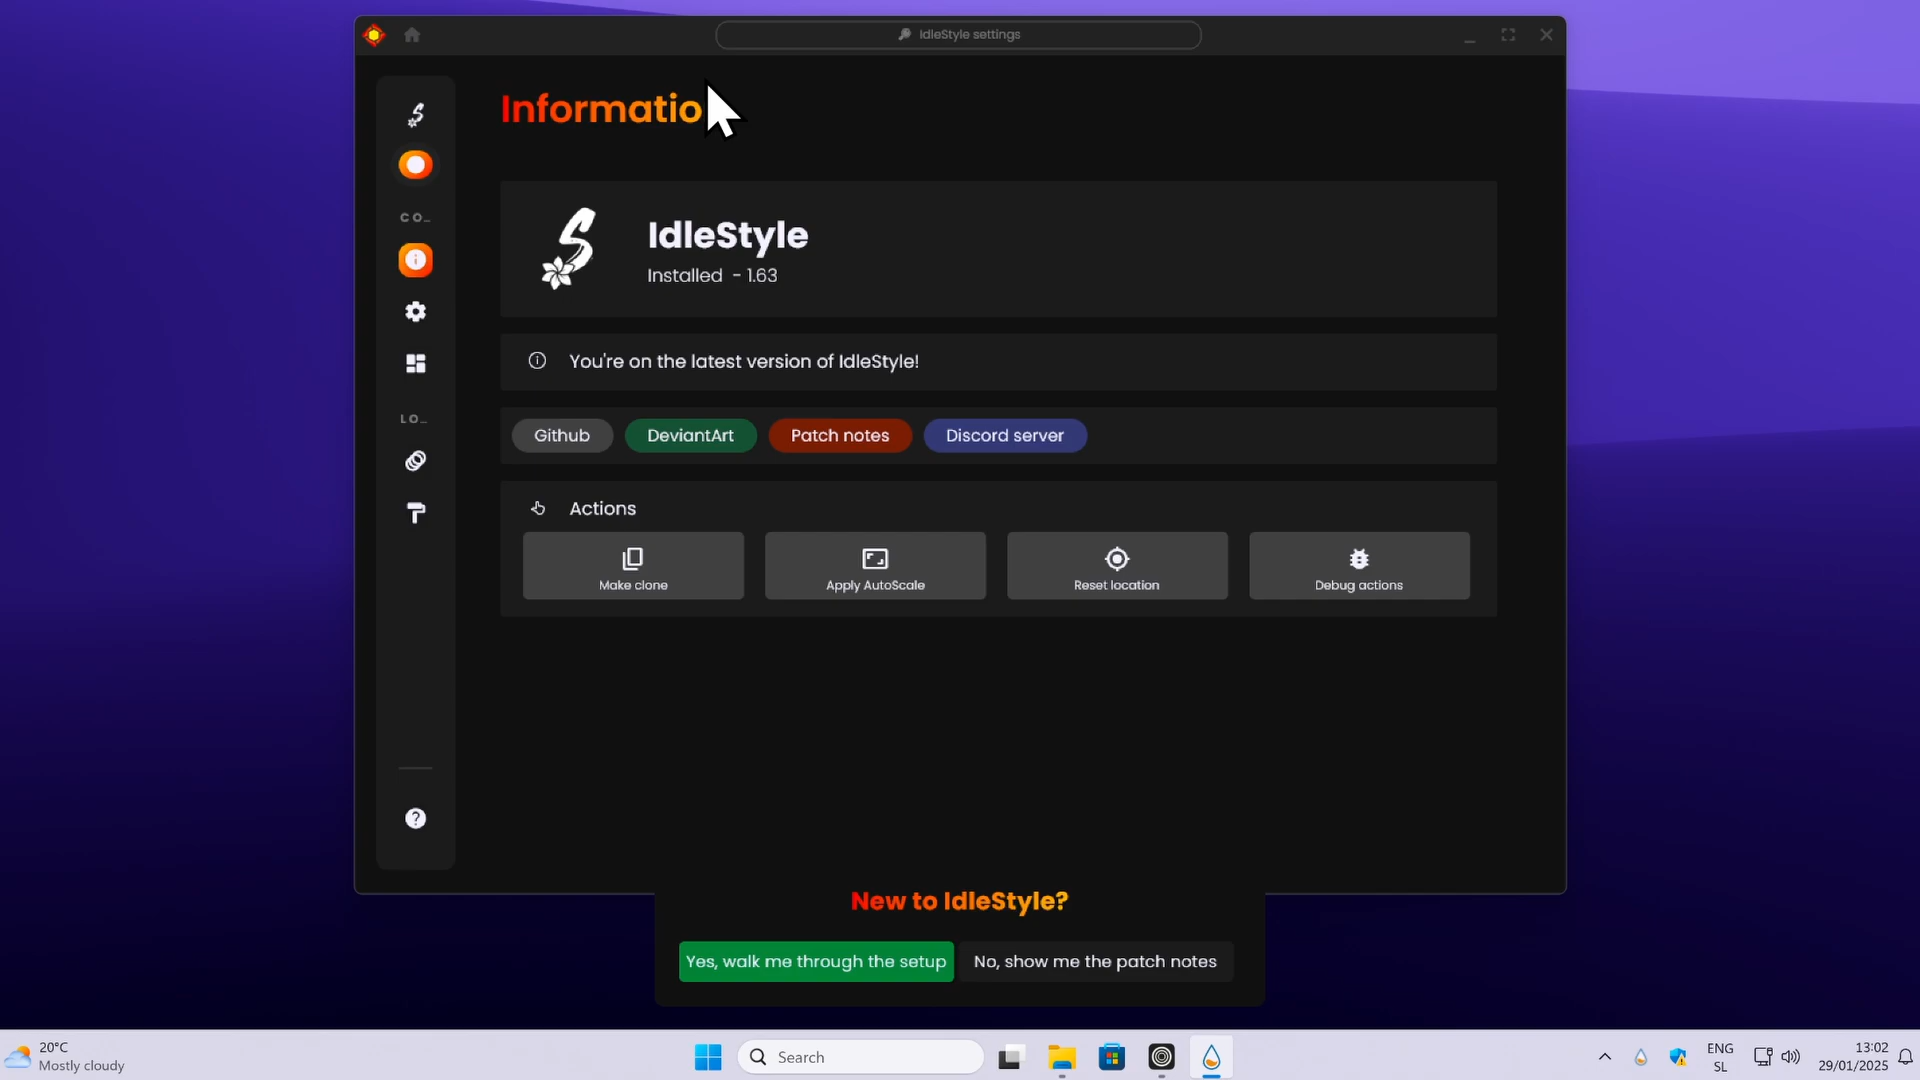 IdleStyle settings
Informatio
CO...
LO...
IdleStyle
Installed - 1.63
You're on the latest version of IdleStyle!
Github DeviantArt Patch notes Discord server
Actions
Make clone Apply AutoScale Reset location Debug actions
New to IdleStyle?
Yes, walk me through the setup No, show me the patch notes
20°C
Mostly cloudy
Search
ENG
SL
13:02
29/01/2025